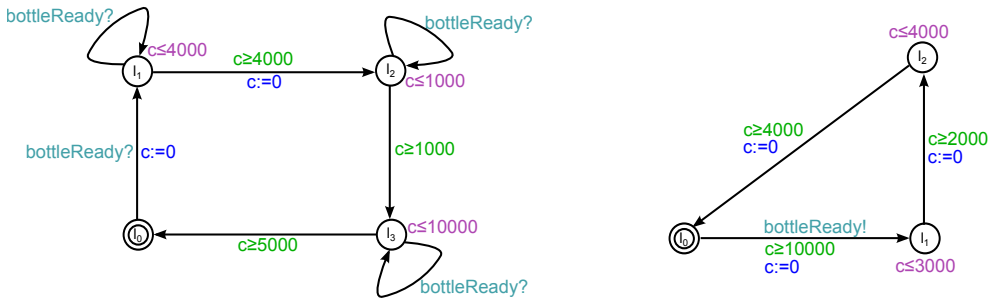 bottleReady?
c≤4000
l₁
c≥4000
c:=0
bottleReady?
l₂
c≤1000
bottleReady?
c:=0
c≥1000
l₀
c≥5000
l₃
c≤10000
bottleReady?
c≤4000
l₂
c≥4000
c:=0
c≥2000
c:=0
l₀
bottleReady!
c≥10000
c:=0
l₁
c≤3000